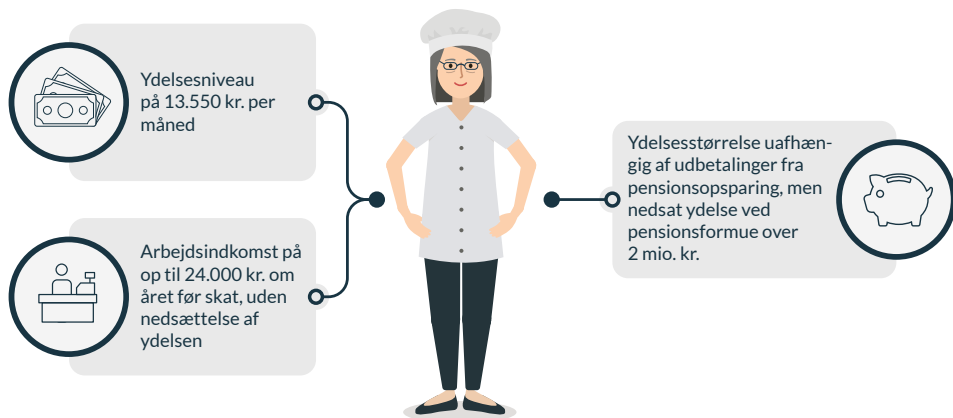 Ydelsesniveau
på 13.550 kr. per
måned
Arbejdsindkomst på
op til 24.000 kr. om
året før skat, uden
nedsættelse af
ydelsen
Ydelsesstørrelse uafhæn-
gig af udbetalinger fra
pensionsopsparing, men
nedsat ydelse ved
pensionsformue over
2 mio. kr.